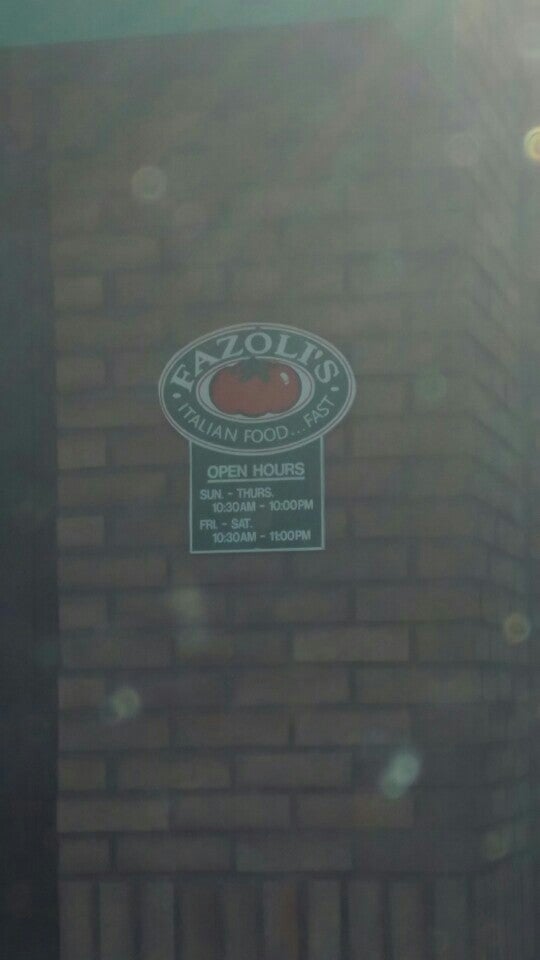 FAZOLI'S
• ITALIAN FOOD...FAST •
OPEN HOURS
SUN. - THURS.
10:30AM - 10:00PM
FRI. - SAT.
10:30AM - 11:00PM